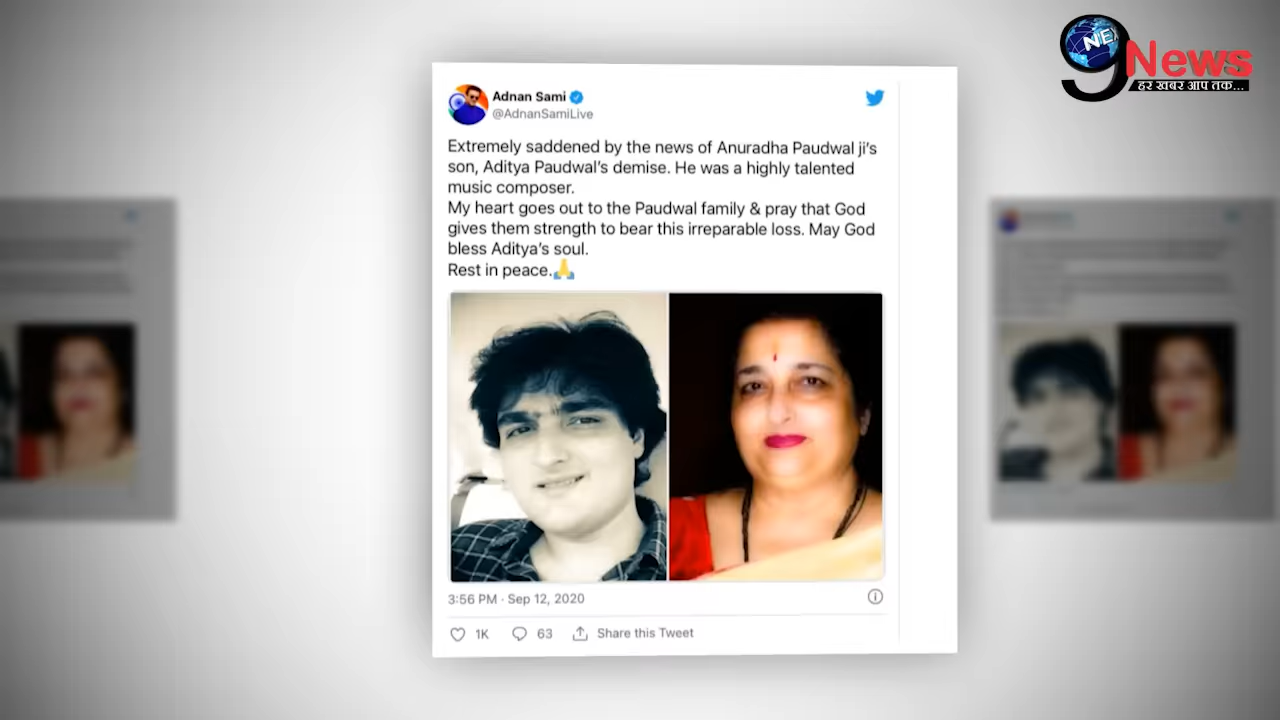 NEX
9 News
हर खबर आप तक...
Adnan Sami
@AdnanSamiLive
Extremely saddened by the news of Anuradha Paudwal ji's
son, Aditya Paudwal's demise. He was a highly talented
music composer.
My heart goes out to the Paudwal family & pray that God
gives them strength to bear this irreparable loss. May God
bless Aditya's soul.
Rest in peace.🙏
3:56 PM · Sep 12, 2020
1K 63 Share this Tweet